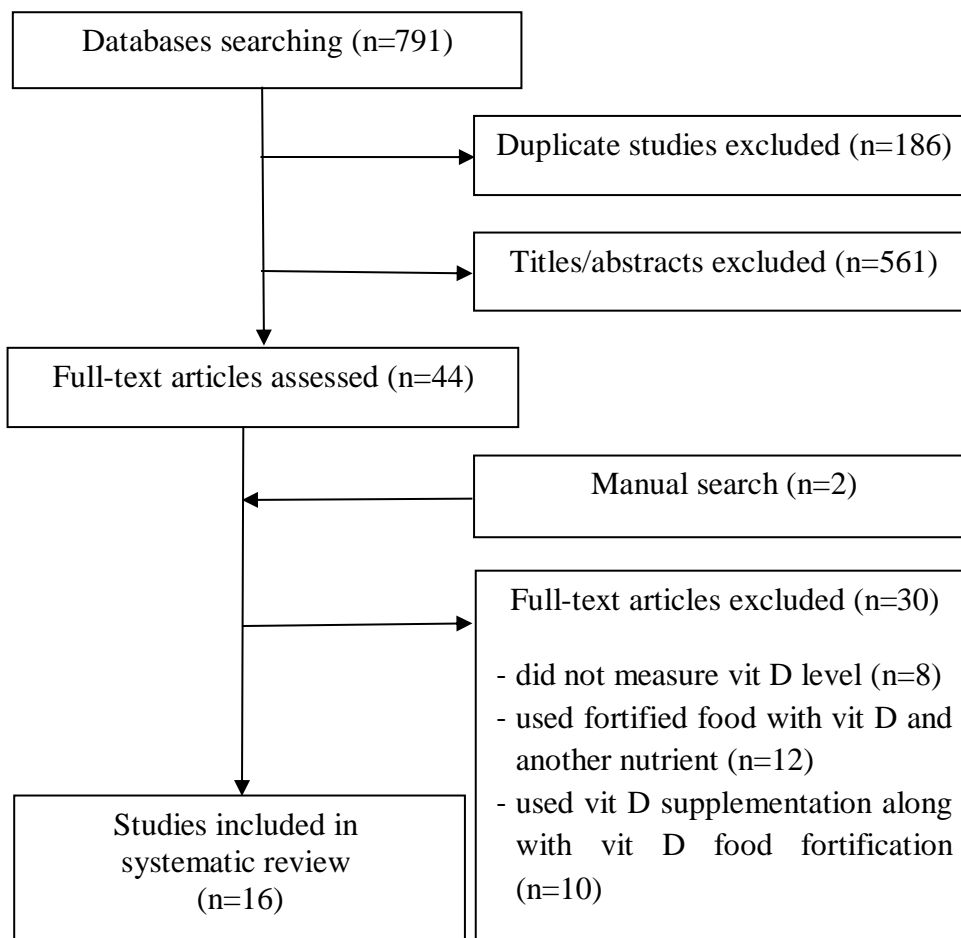 Databases searching (n=791)
Duplicate studies excluded (n=186)
Titles/abstracts excluded (n=561)
Full-text articles assessed (n=44)
Manual search (n=2)
Full-text articles excluded (n=30)
- did not measure vit D level (n=8)
- used fortified food with vit D and
another nutrient (n=12)
- used vit D supplementation along
with vit D food fortification
(n=10)
Studies included in
systematic review
(n=16)